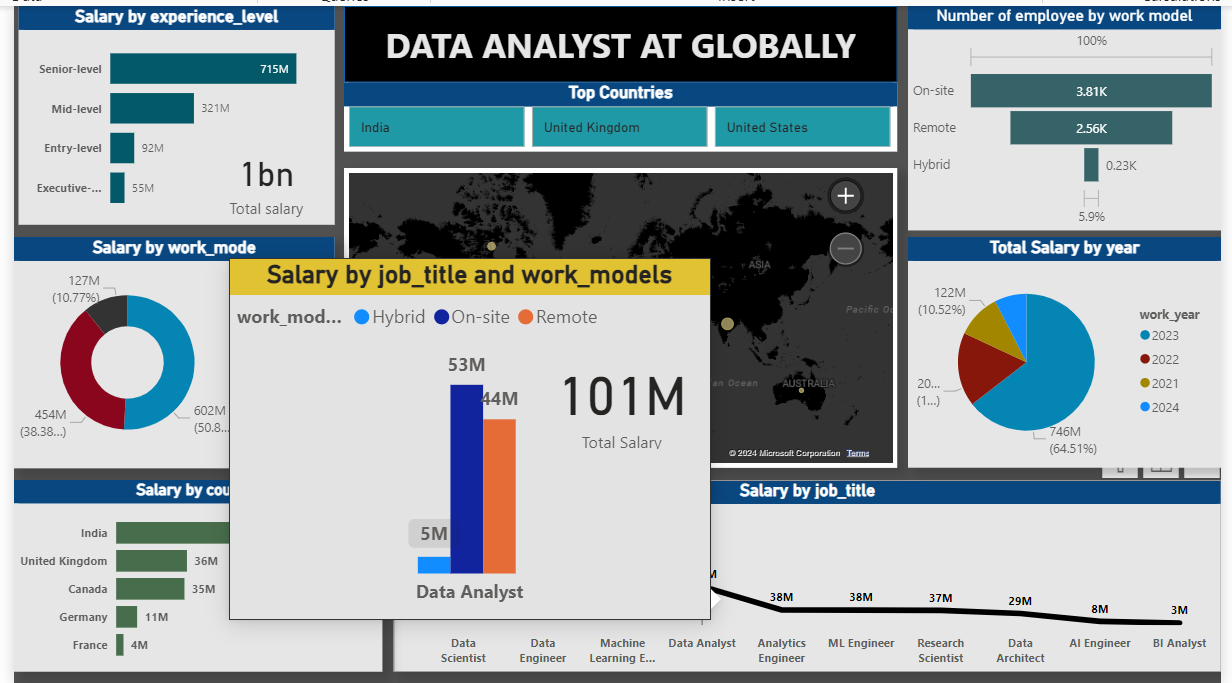 Salary by experience_level
Senior-level
715M
Mid-level
321M
Entry-level
92M
Executive-...
55M
1bn
Total salary
DATA ANALYST AT GLOBALLY
Top Countries
India
United Kingdom
United States
Number of employee by work model
100%
On-site
3.81K
Remote
2.56K
Hybrid
0.23K
5.9%
Salary by work_mode
127M
(10.77%)
454M
(38.38...)
602M
(50.8...
ASIA
Pacific Oc
an Ocean
AUSTRALIA
© 2024 Microsoft Corporation Terms
Salary by job_title and work_models
work_mod...
Hybrid
On-site
Remote
53M
44M
5M
Data Analyst
101M
Total Salary
Total Salary by year
122M
(10.52%)
20...
(1...)
746M
(64.51%)
work_year
2023
2022
2021
2024
Salary by cou
India
United Kingdom
36M
Canada
35M
Germany
11M
France
4M
Salary by job_title
M
38M
38M
37M
29M
8M
3M
Data Scientist
Data Engineer
Machine Learning E...
Data Analyst
Analytics Engineer
ML Engineer
Research Scientist
Data Architect
AI Engineer
BI Analyst